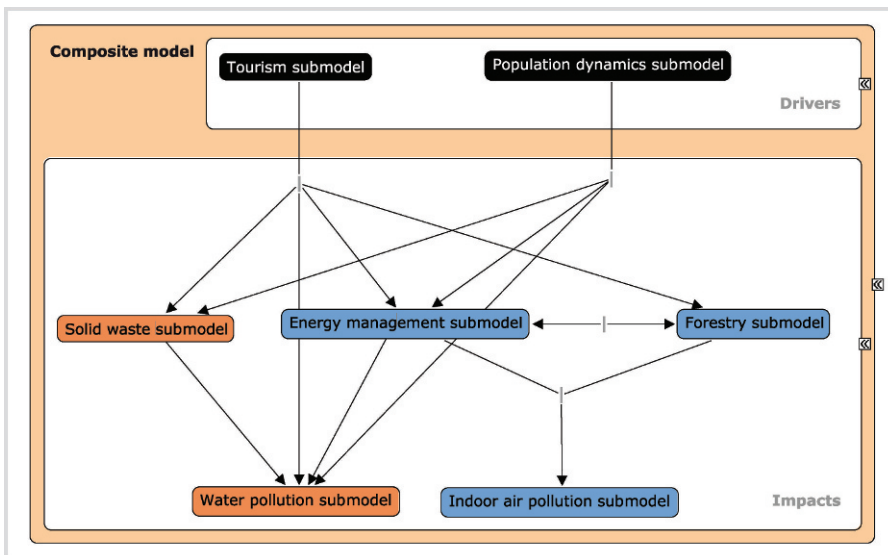 Composite model
Tourism submodel
Population dynamics submodel
Drivers
Solid waste submodel
Energy management submodel
Forestry submodel
Water pollution submodel
Indoor air pollution submodel
Impacts